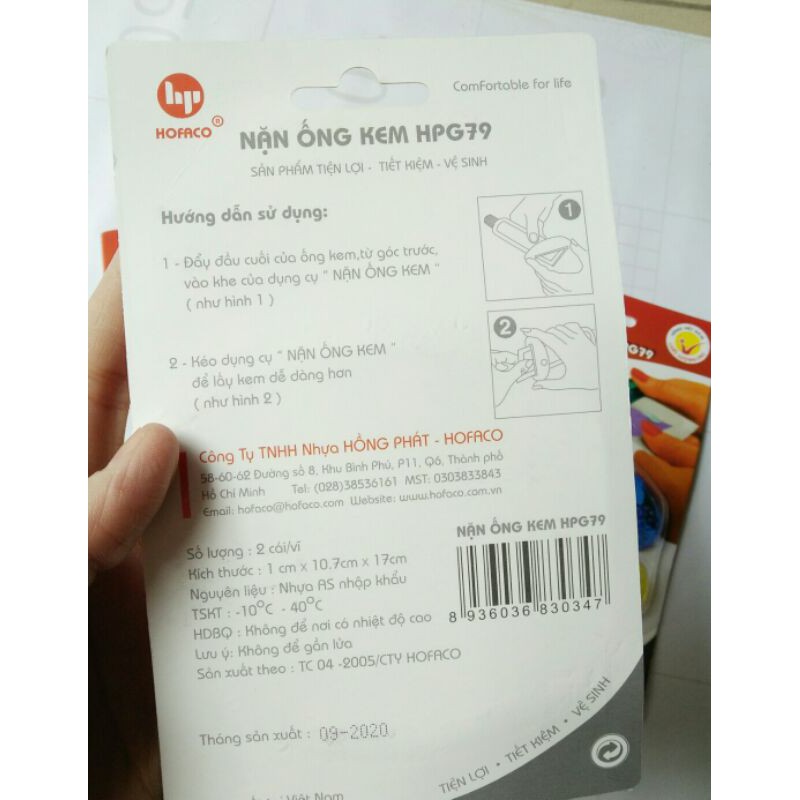 hp
HOFACO®
ComFortable for life
NẶN ỐNG KEM HPG79
SẢN PHẨM TIỆN LỢI - TIẾT KIỆM - VỆ SINH
Hướng dẫn sử dụng:
1 - Đẩy đầu cuối của ống kem,từ góc trước,
vào khe của dụng cụ " NẶN ỐNG KEM "
( như hình 1 )
1
2 - Kéo dụng cụ " NẶN ỐNG KEM "
để lấy kem dễ dàng hơn
( như hình 2 )
2
Công Ty TNHH Nhựa HỒNG PHÁT - HOFACO
58-60-62 Đường số 8, Khu Bình Phú, P11, Q6, Thành phố
Hồ Chí Minh Tel: (028)38536161 MST: 0303833843
Email: hofaco@hofaco.com Website: www.hofaco.com.vn
Số lượng : 2 cái/vĩ
Kích thước : 1 cm x 10.7cm x 17cm
Nguyên liệu : Nhựa AS nhập khẩu
TSKT : -10°C - 40°C
HDBQ : Không để nơi có nhiệt độ cao
Lưu ý: Không để gần lửa
Sản xuất theo : TC 04 -2005/CTY HOFACO
NẶN ỐNG KEM HPG79
8 936036 830347
Tháng sản xuất : 09-2020
TIỆN LỢI • TIẾT KIỆM • VỆ SINH
Việt Nam
G79